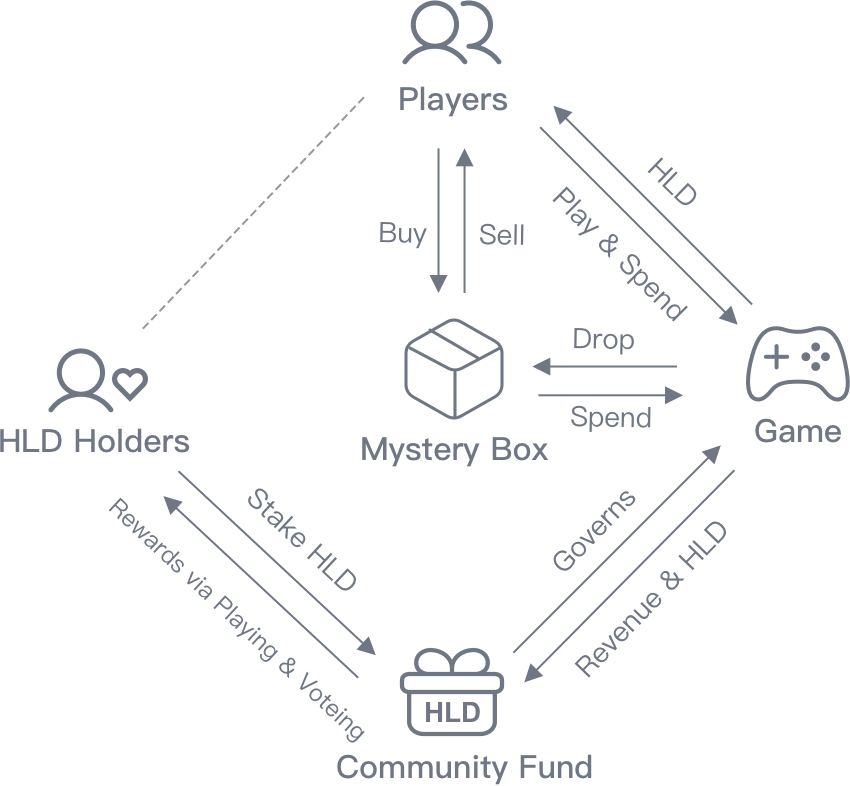 Players
HLD
Play & Spend
Buy
Sell
Drop
Spend
Game
HLD Holders
Mystery Box
Stake HLD
Rewards via Playing & Voteing
Governs
Revenue & HLD
HLD
Community Fund